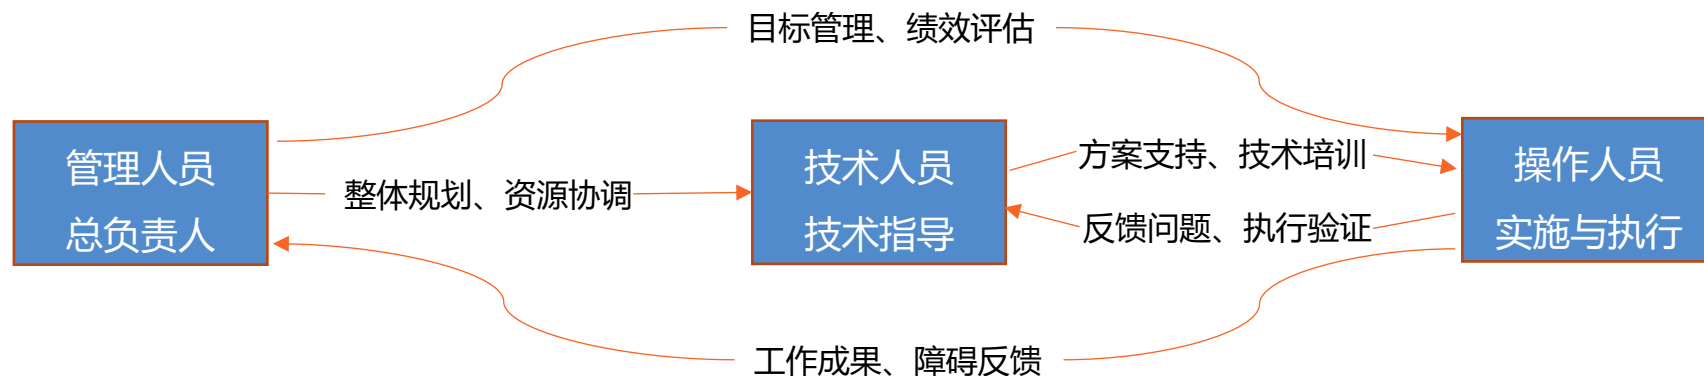 目标管理、绩效评估
管理人员
总负责人
整体规划、资源协调
技术人员
技术指导
方案支持、技术培训
反馈问题、执行验证
操作人员
实施与执行
工作成果、障碍反馈